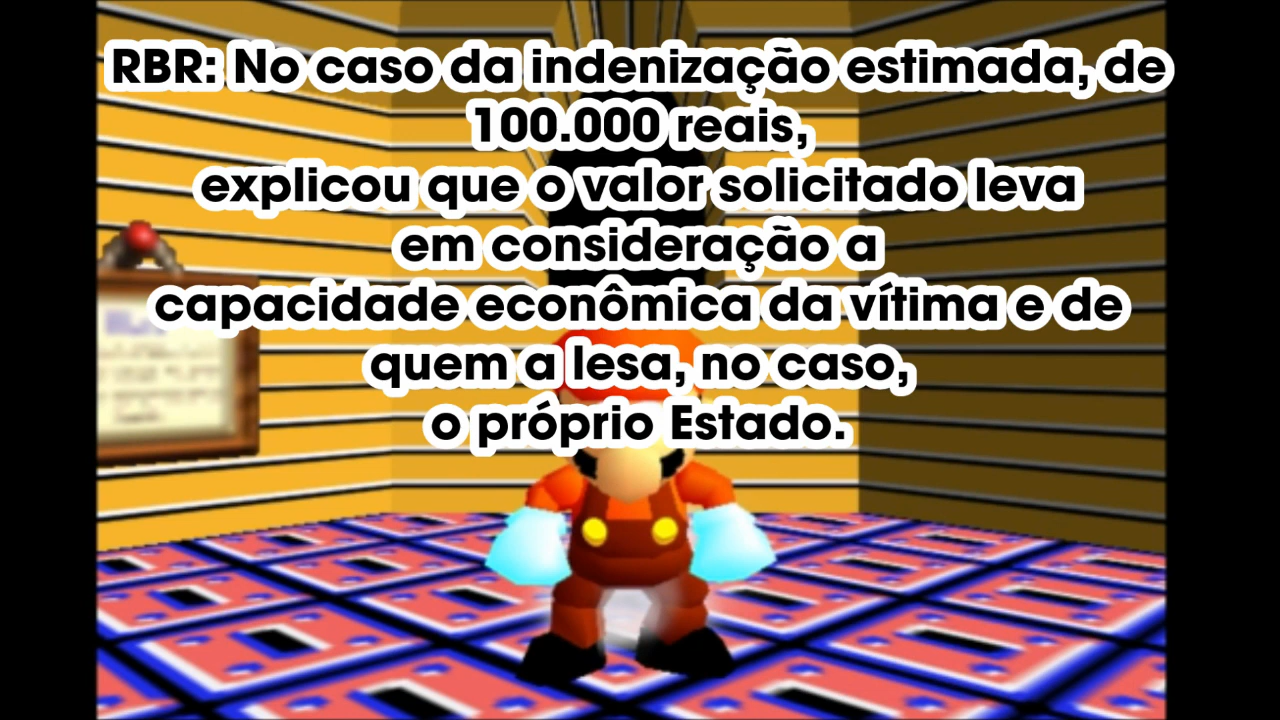 RBR: No caso da indenização estimada, de
100.000 reais,
explicou que o valor solicitado leva
em consideração a
capacidade econômica da vítima e de
quem a lesa, no caso,
o próprio Estado.